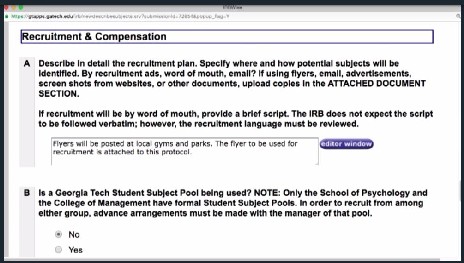 Recruitment & Compensation
A Describe in detail the recruitment plan. Specify where and how potential subjects will be
identified. By recruitment ads, word of mouth, email? If using flyers, email, advertisements,
screen shots from websites, or other documents, upload copies in the ATTACHED DOCUMENT
SECTION.
If recruitment will be by word of mouth, provide a brief script. The IRB does not expect the script
to be followed verbatim; however, the recruitment language must be reviewed.
Flyers will be posted at local gyms and parks. The flyer to be used for
recruitment is attached to this protocol.
editor window
B Is a Georgia Tech Student Subject Pool being used? NOTE: Only the School of Psychology and
the College of Management have formal Student Subject Pools. In order to recruit from among
either group, advance arrangements must be made with the manager of that pool.
No
Yes